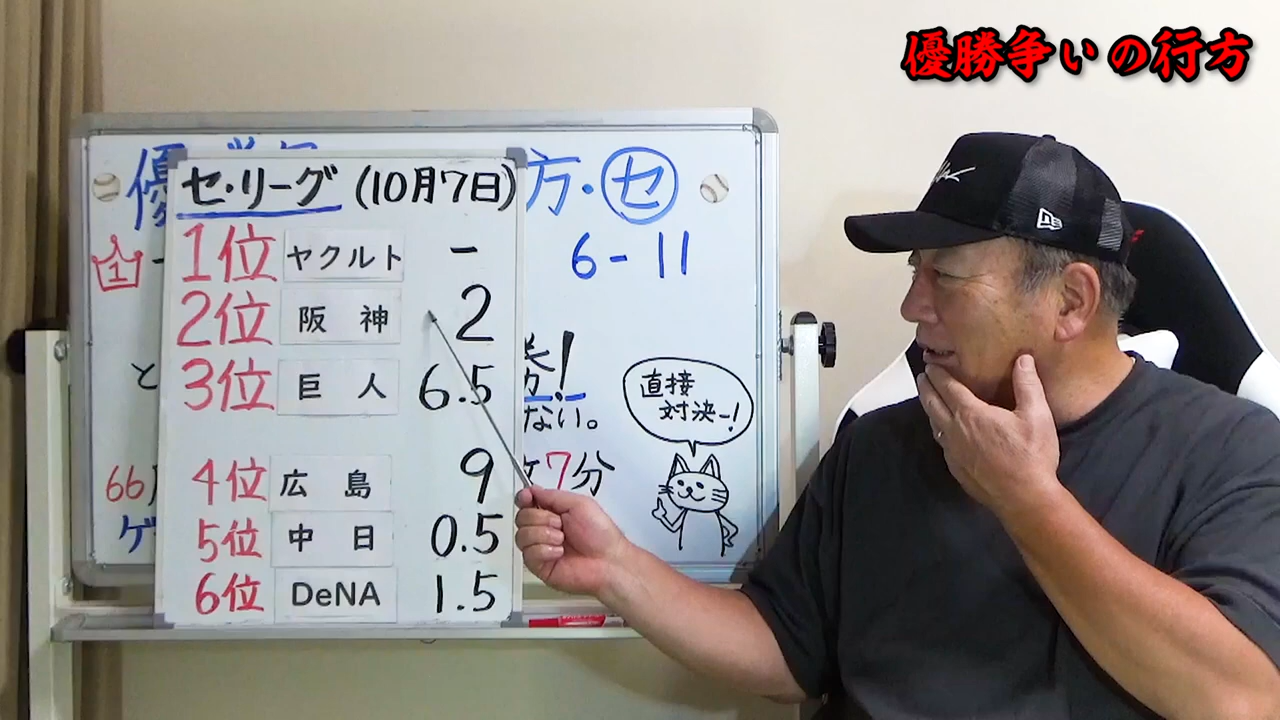 優勝争いの行方
セ・リーグ (10月7日)
1位 ヤクルト -
2位 阪神 2
3位 巨人 6.5
4位 広島 9
5位 中日 0.5
6位 DeNA 1.5
優
方・セ
1
6-11
!
ない。
と
66
7分
ゲ
直接
対決ー!